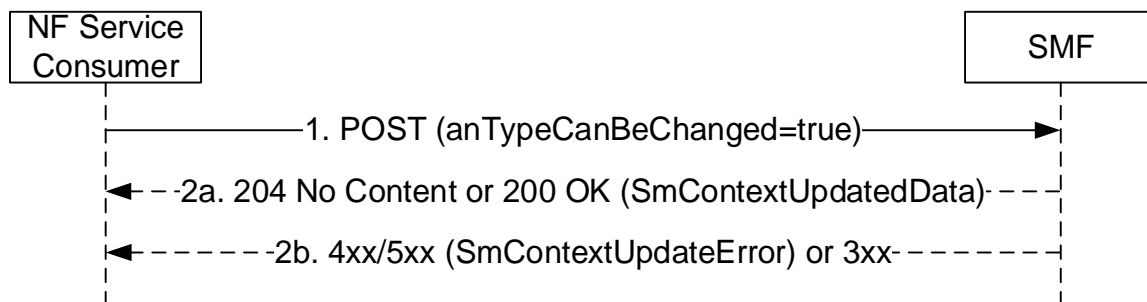 NF Service
Consumer
SMF
1. POST (anTypeCanBeChanged=true)
2a. 204 No Content or 200 OK (SmContextUpdatedData)
2b. 4xx/5xx (SmContextUpdateError) or 3xx